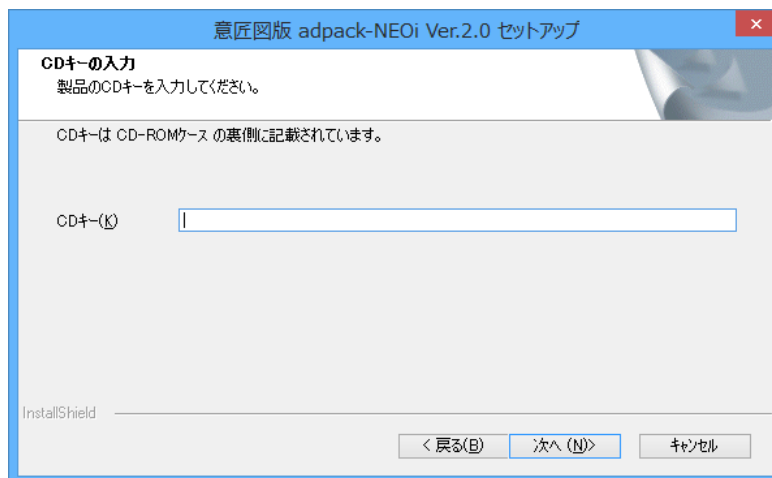 意匠図版 adpack-NEOi Ver.2.0 セットアップ
CDキーの入力
製品のCDキーを入力してください。
CDキーは CD-ROMケース の裏側に記載されています。
CDキー(K)
InstallShield
< 戻る(B) 次へ (N)> キャンセル